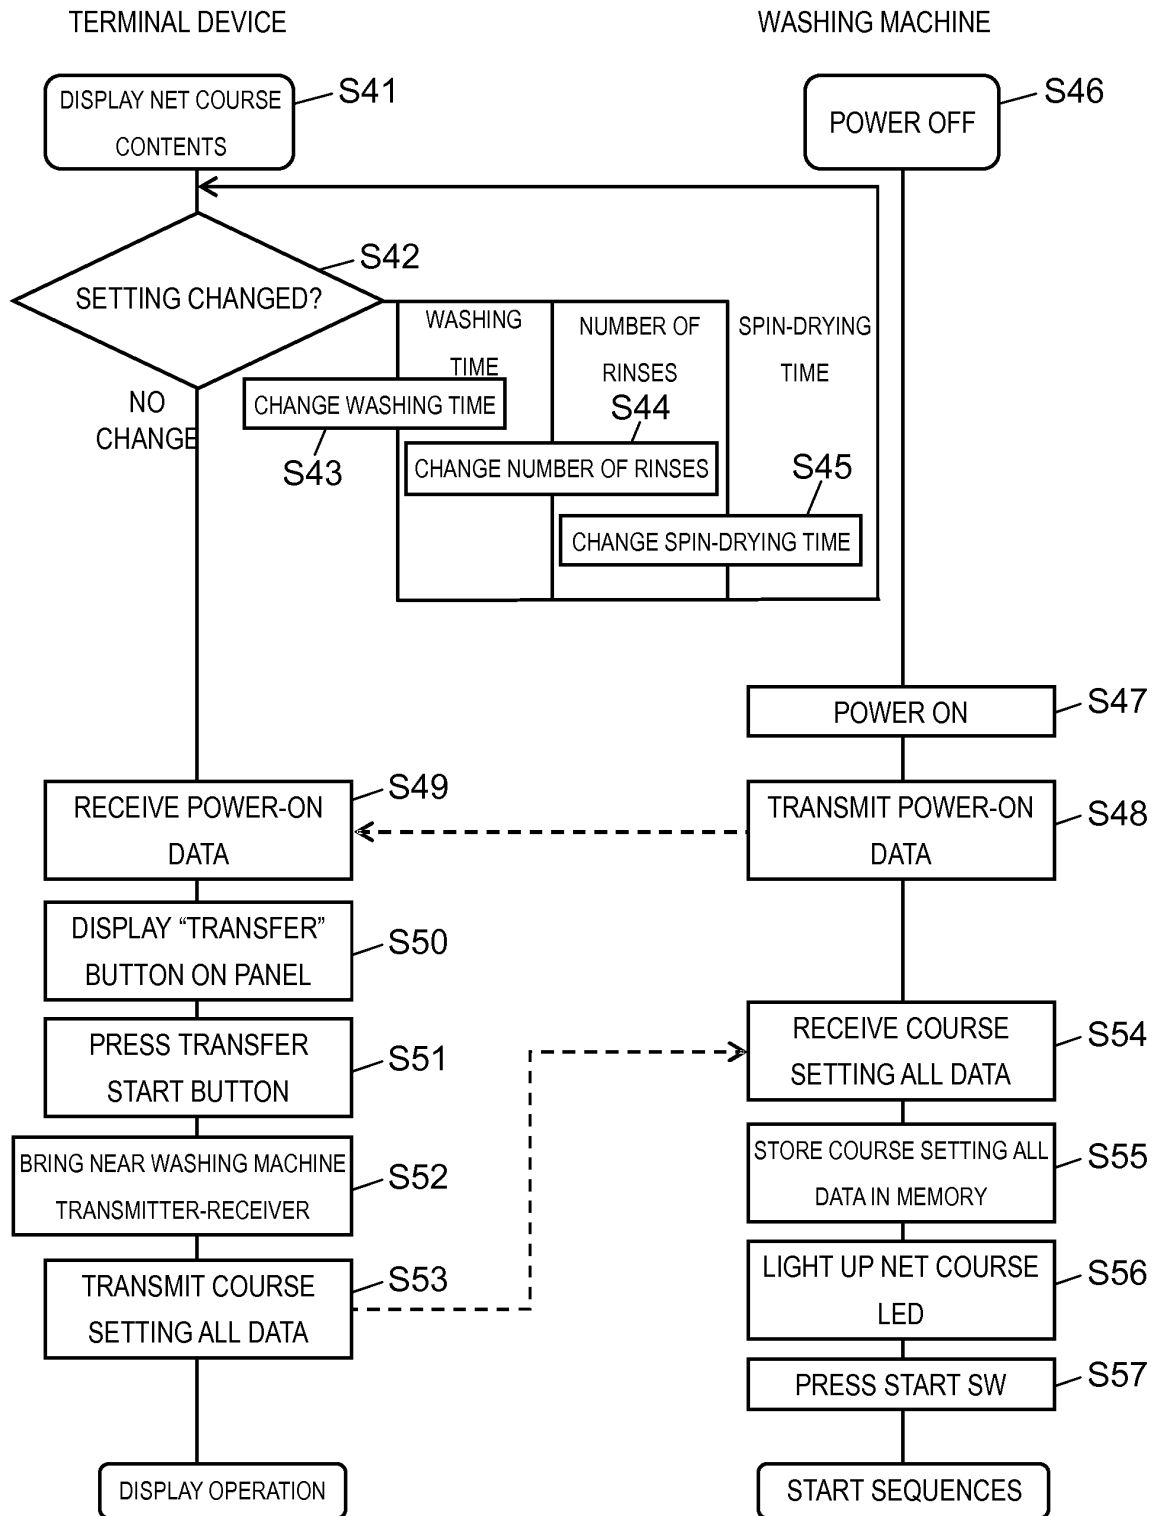 TERMINAL DEVICE
WASHING MACHINE
DISPLAY NET COURSE
CONTENTS
S41
POWER OFF
S46
SETTING CHANGED?
S42
NO
CHANGE
WASHING
TIME
NUMBER OF
RINSES
SPIN-DRYING
TIME
CHANGE WASHING TIME
S43
S44
CHANGE NUMBER OF RINSES
S45
CHANGE SPIN-DRYING TIME
POWER ON
S47
RECEIVE POWER-ON
DATA
S49
TRANSMIT POWER-ON
DATA
S48
DISPLAY “TRANSFER”
BUTTON ON PANEL
S50
PRESS TRANSFER
START BUTTON
S51
RECEIVE COURSE
SETTING ALL DATA
S54
BRING NEAR WASHING MACHINE
TRANSMITTER-RECEIVER
S52
STORE COURSE SETTING ALL
DATA IN MEMORY
S55
TRANSMIT COURSE
SETTING ALL DATA
S53
LIGHT UP NET COURSE
LED
S56
PRESS START SW
S57
DISPLAY OPERATION
START SEQUENCES